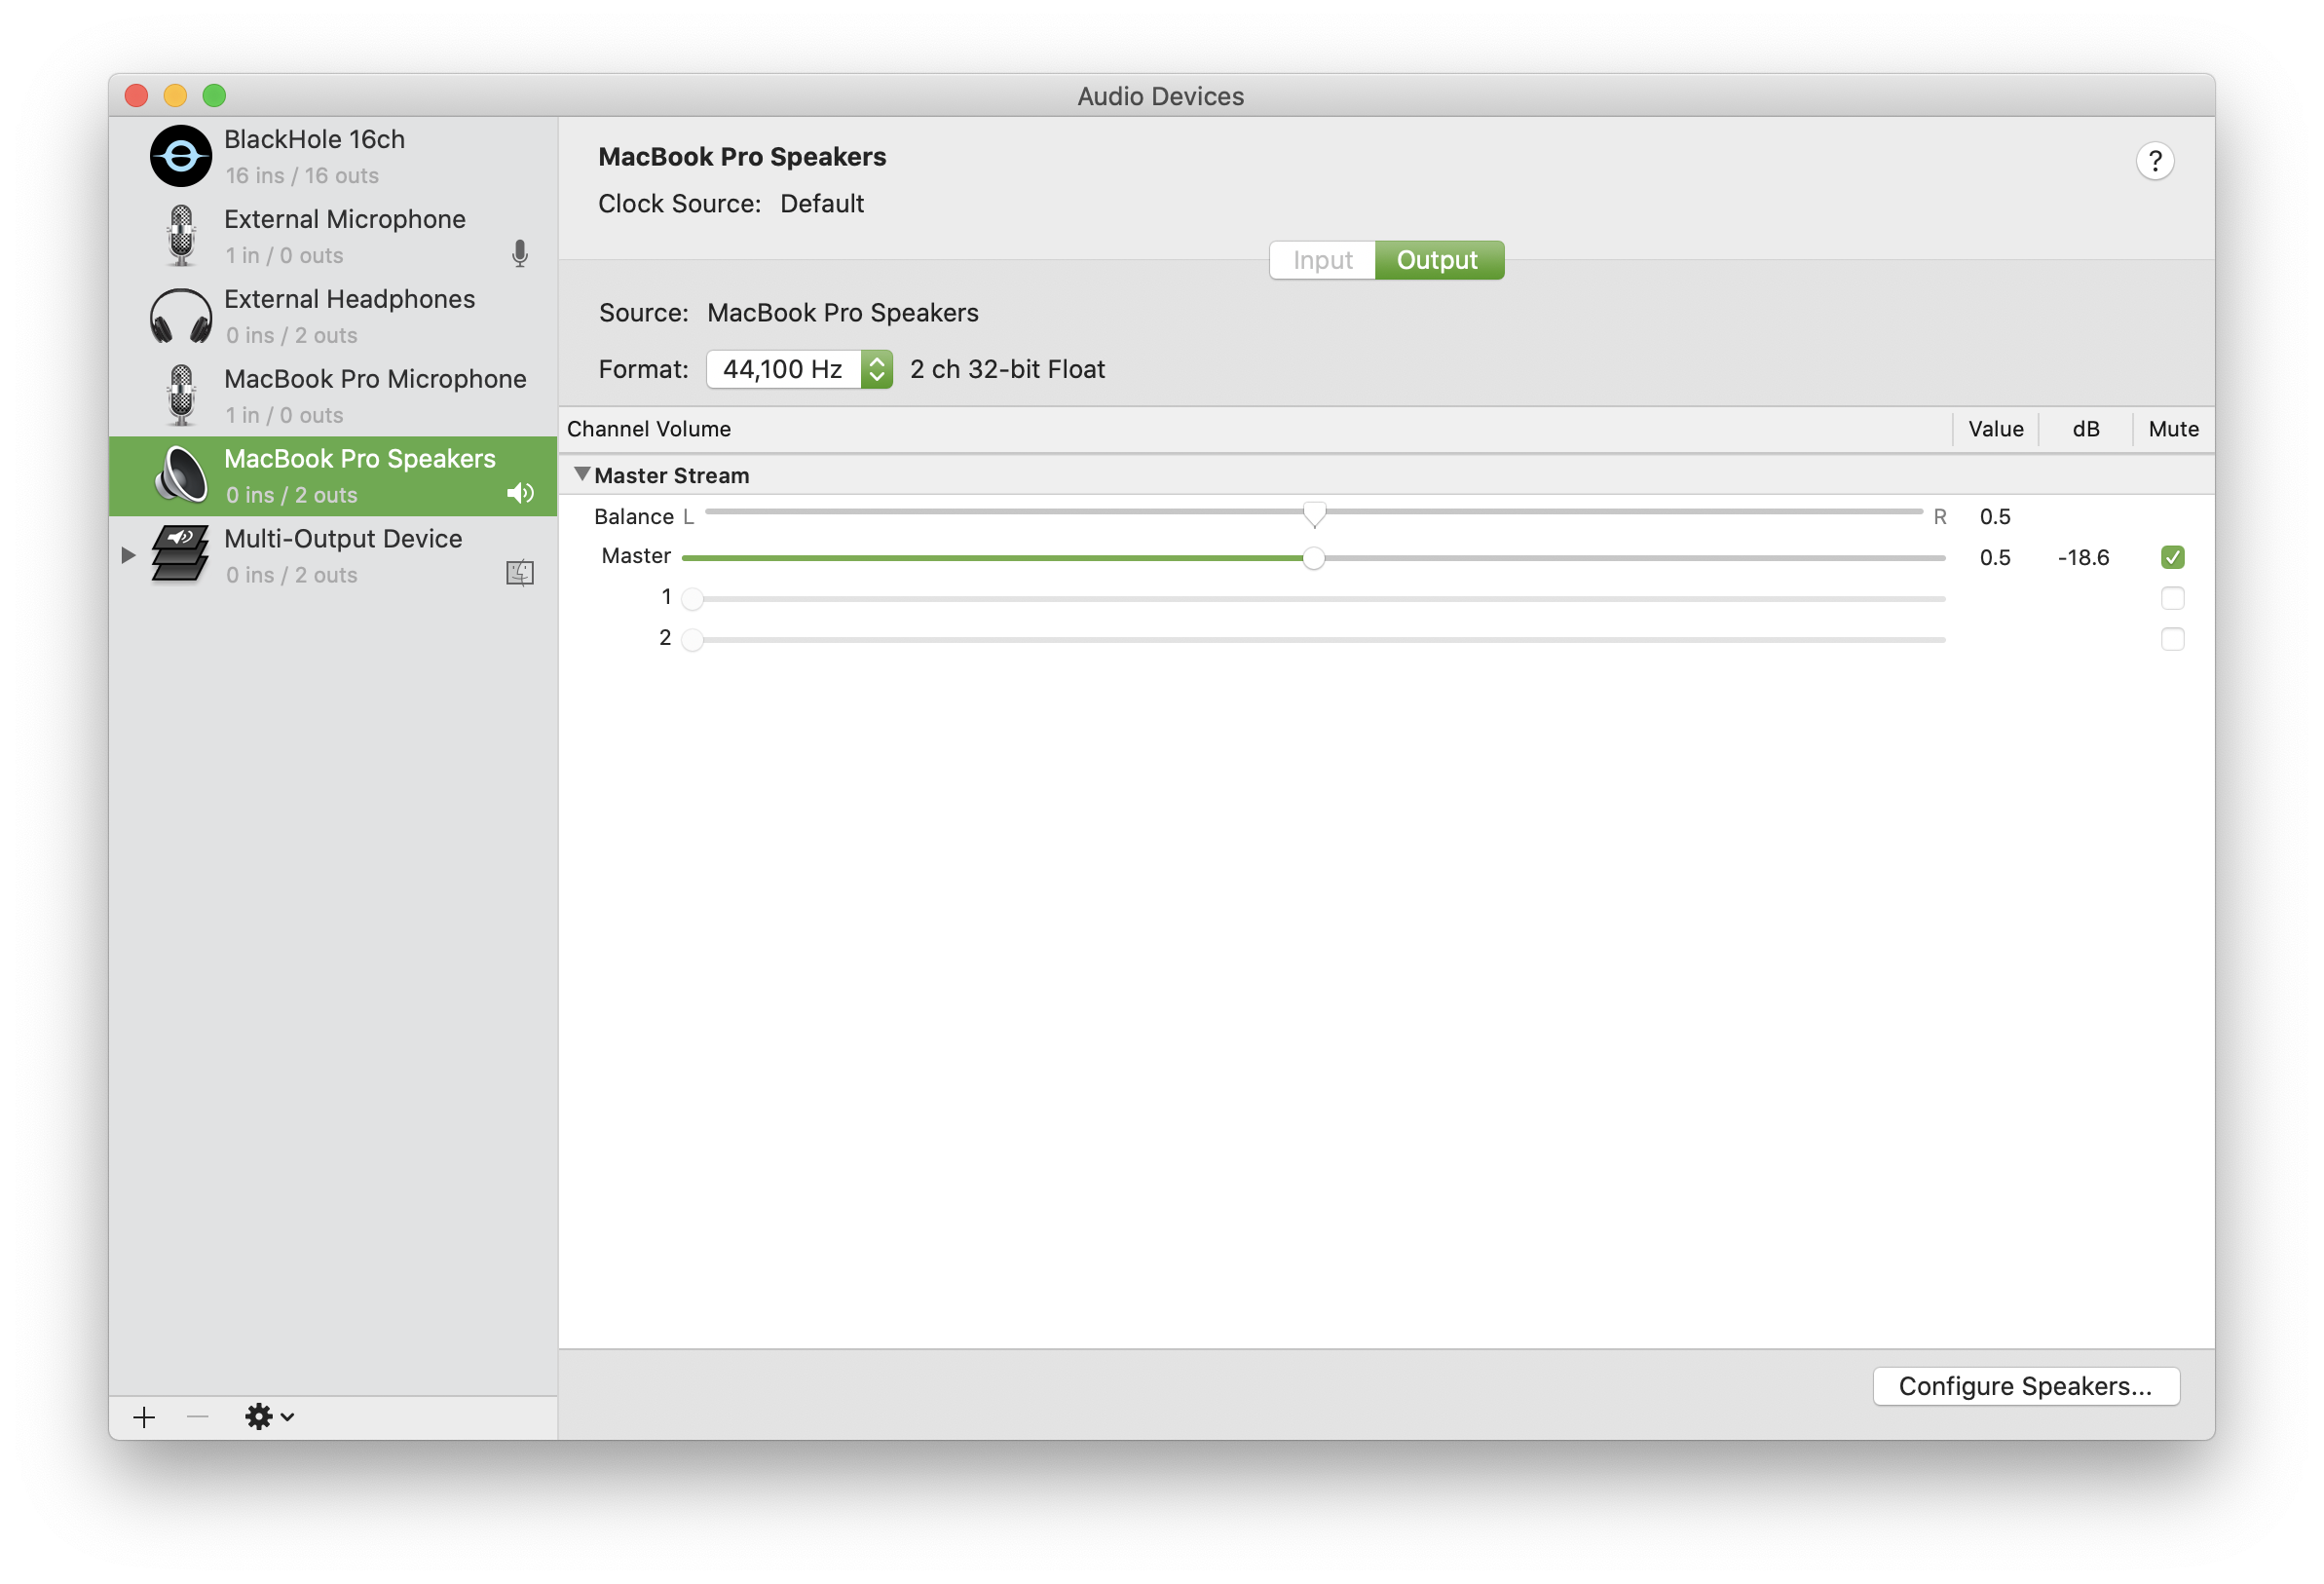 Audio Devices
BlackHole 16ch
16 ins / 16 outs
External Microphone
1 in / 0 outs
External Headphones
0 ins / 2 outs
MacBook Pro Microphone
1 in / 0 outs
MacBook Pro Speakers
0 ins / 2 outs
Multi-Output Device
0 ins / 2 outs
MacBook Pro Speakers
?
Clock Source: Default
Input Output
Source: MacBook Pro Speakers
Format: 44,100 Hz 2 ch 32-bit Float
Channel Volume Value dB Mute
Master Stream
Balance L R 0.5
Master 0.5 -18.6
1
2
Configure Speakers...